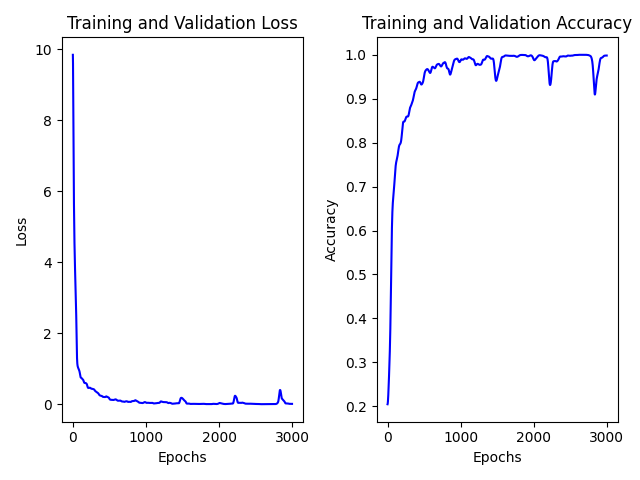 Training and Validation Loss
10
8
6
4
2
0
Loss
0 1000 2000 3000
Epochs
Training and Validation Accuracy
1.0
0.9
0.8
0.7
0.6
0.5
0.4
0.3
0.2
Accuracy
0 1000 2000 3000
Epochs